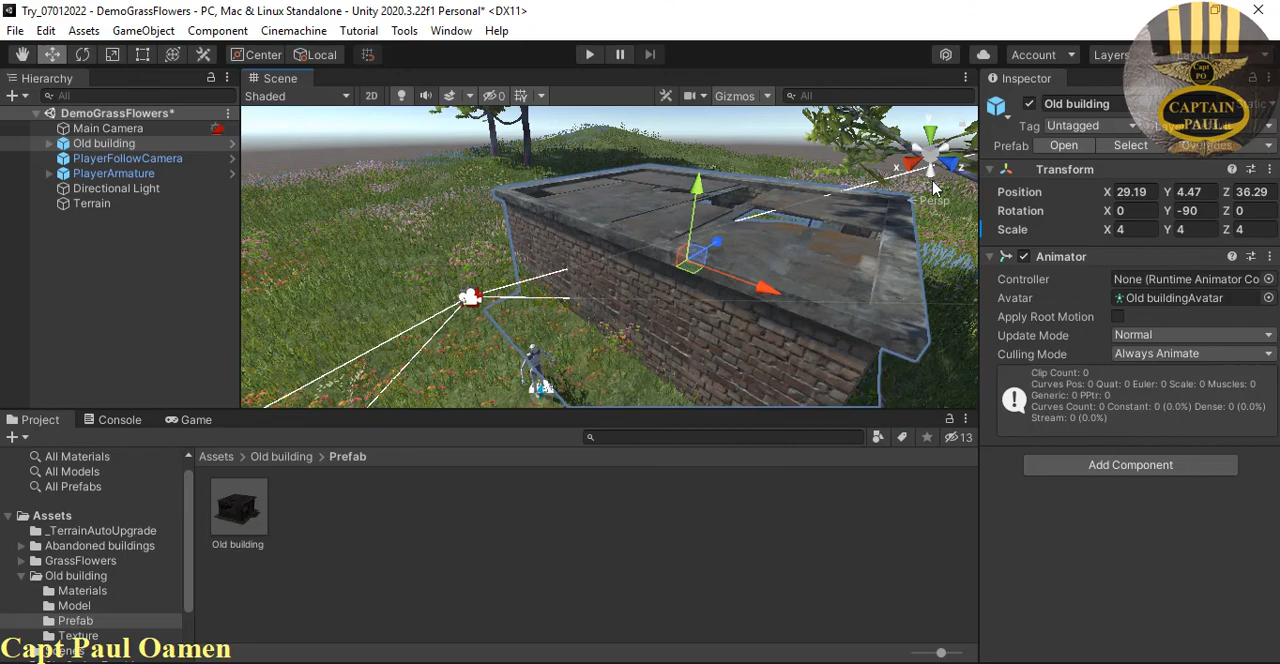 Try_07012022 - DemoGrassFlowers - PC, Mac & Linux Standalone - Unity 2020.3.22f1 Personal* <DX11>
File Edit Assets GameObject Component Cinemachine Tutorial Tools Window Help
Center Local Account Layers
Hierarchy Scene Inspector
All Shaded 2D 0 Gizmos All
Old building Static
DemoGrassFlowers*
Main Camera
Old building
PlayerFollowCamera
PlayerArmature
Directional Light
Terrain
y
x z
Persp
Capt
PO
CAPTAIN
PAUL
Tag Untagged
Prefab Open Select Overrides
Transform
Position X 29.19 Y 4.47 Z 36.29
Rotation X 0 Y -90 Z 0
Scale X 4 Y 4 Z 4
Animator
Controller None (Runtime Animator Co
Avatar Old buildingAvatar
Apply Root Motion
Update Mode Normal
Culling Mode Always Animate
Clip Count: 0
Curves Pos: 0 Quat: 0 Euler: 0 Scale: 0 Muscles: 0
Generic: 0 PPtr: 0
Curves Count: 0 Constant: 0 (0.0%) Dense: 0 (0.0%)
Stream: 0 (0.0%)
Add Component
Project Console Game
13
All Materials
All Models
All Prefabs
Assets
_TerrainAutoUpgrade
Abandoned buildings
GrassFlowers
Old building
Materials
Model
Prefab
Texture
Assets Old building Prefab
Old building
Capt Paul Oamen